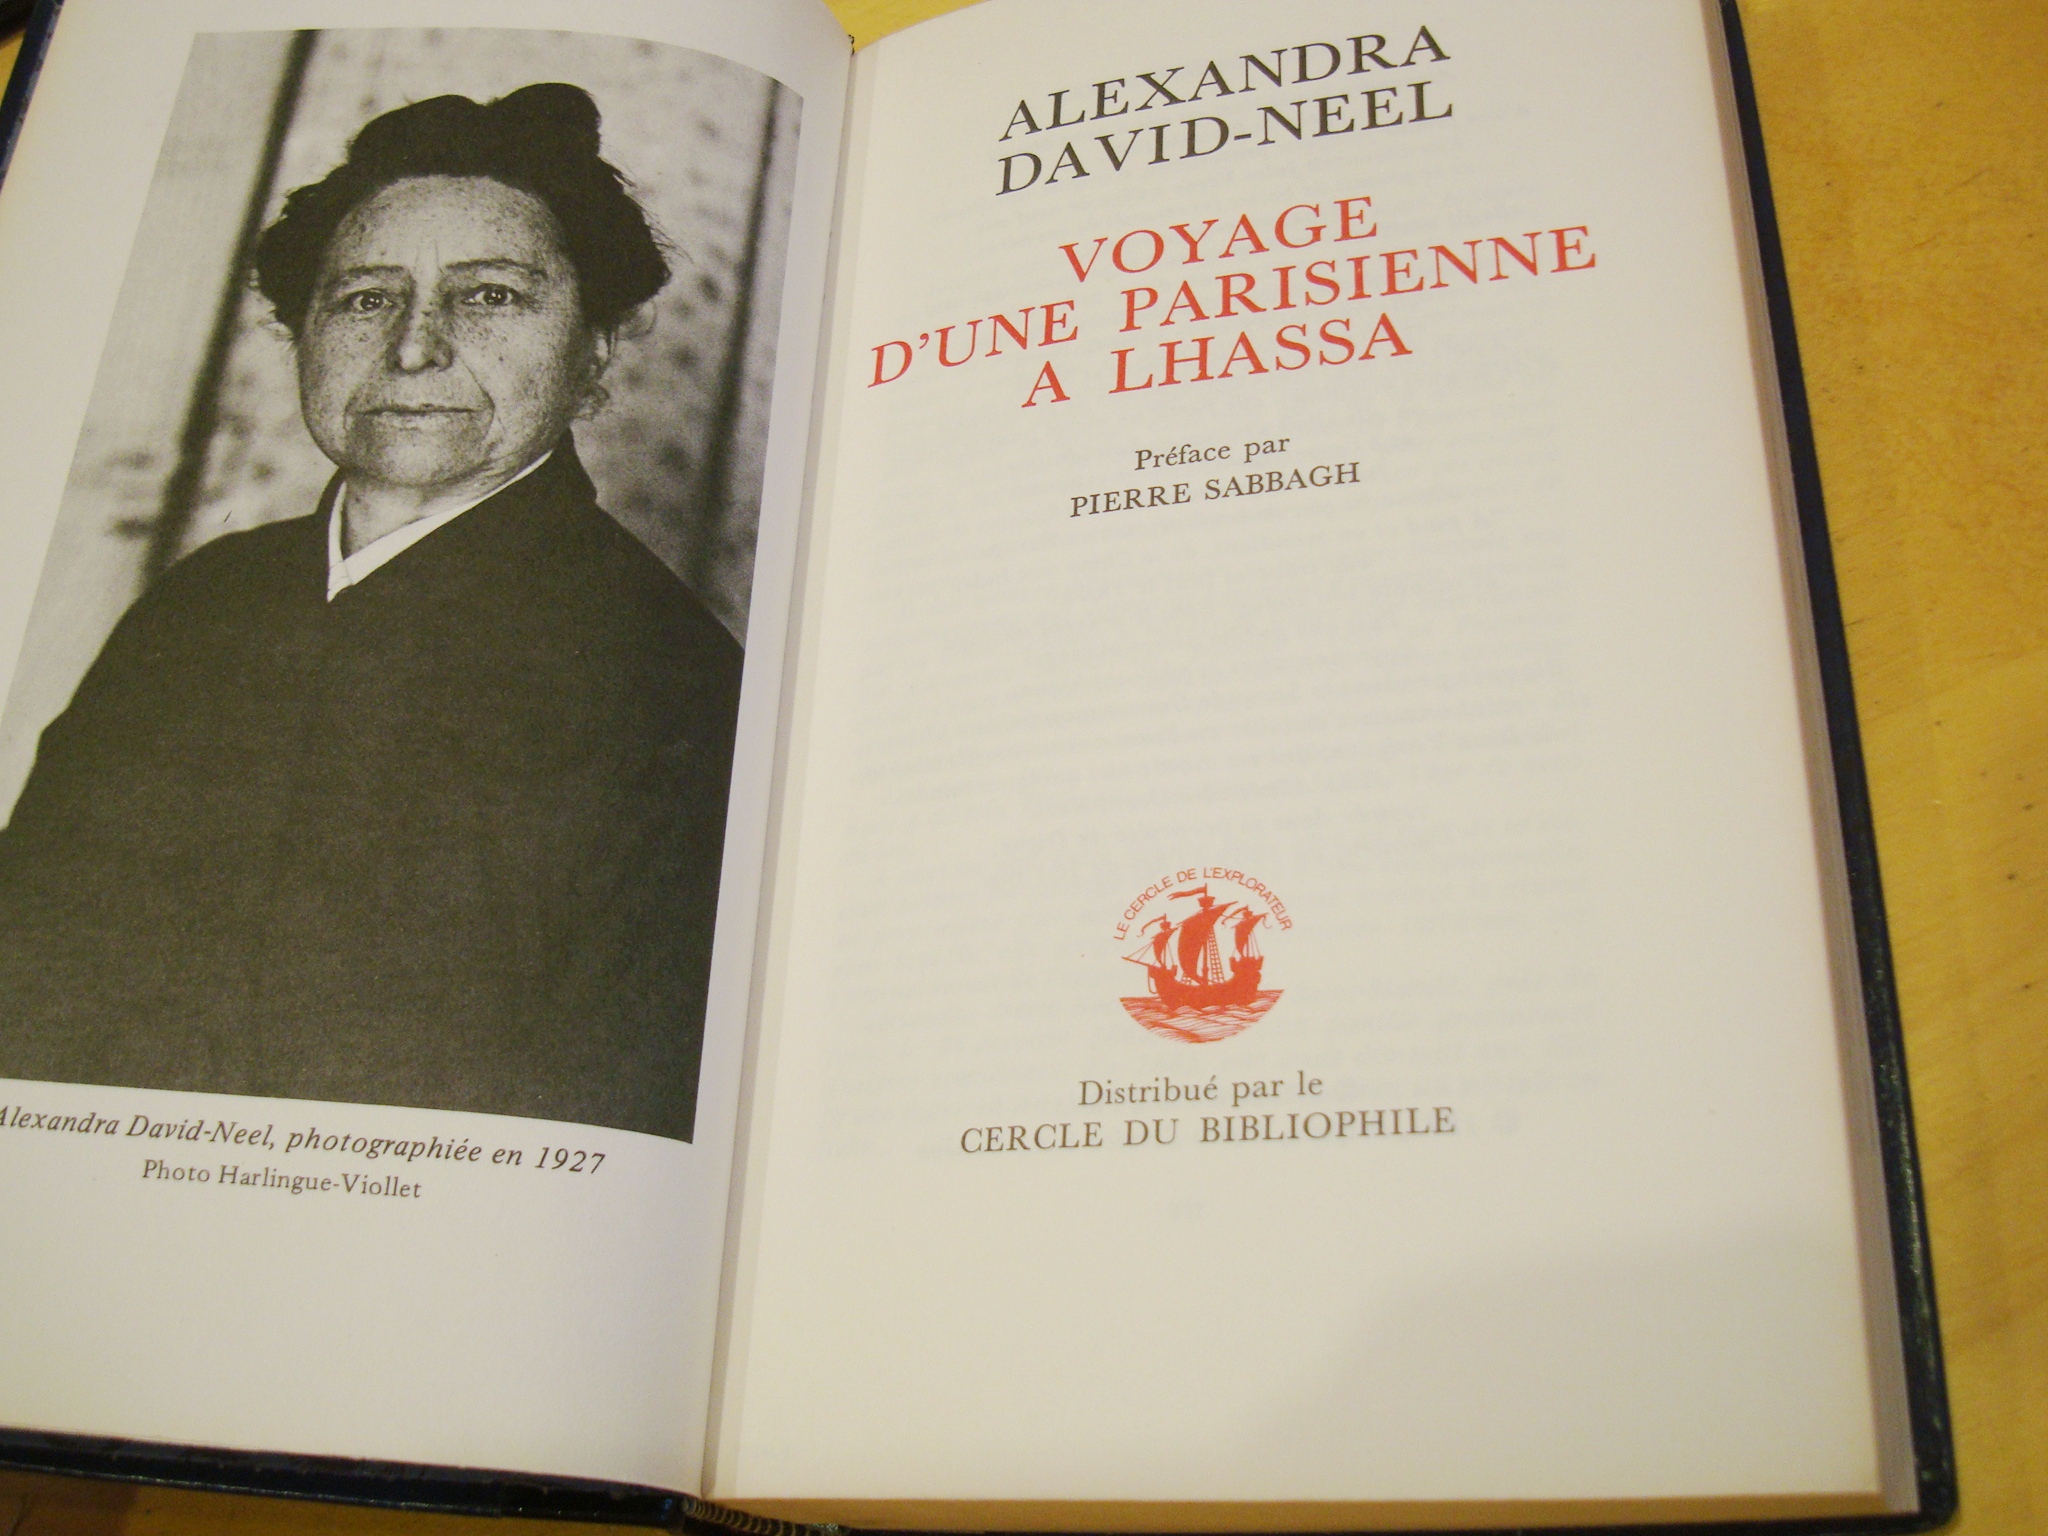 Alexandra David-Neel, photographiée en 1927
Photo Harlingue-Viollet
ALEXANDRA
DAVID-NEEL
VOYAGE
D'UNE PARISIENNE
A LHASSA
Préface par
PIERRE SABBAGH
LE CERCLE DE L'EXPLORATEUR
Distribué par le
CERCLE DU BIBLIOPHILE